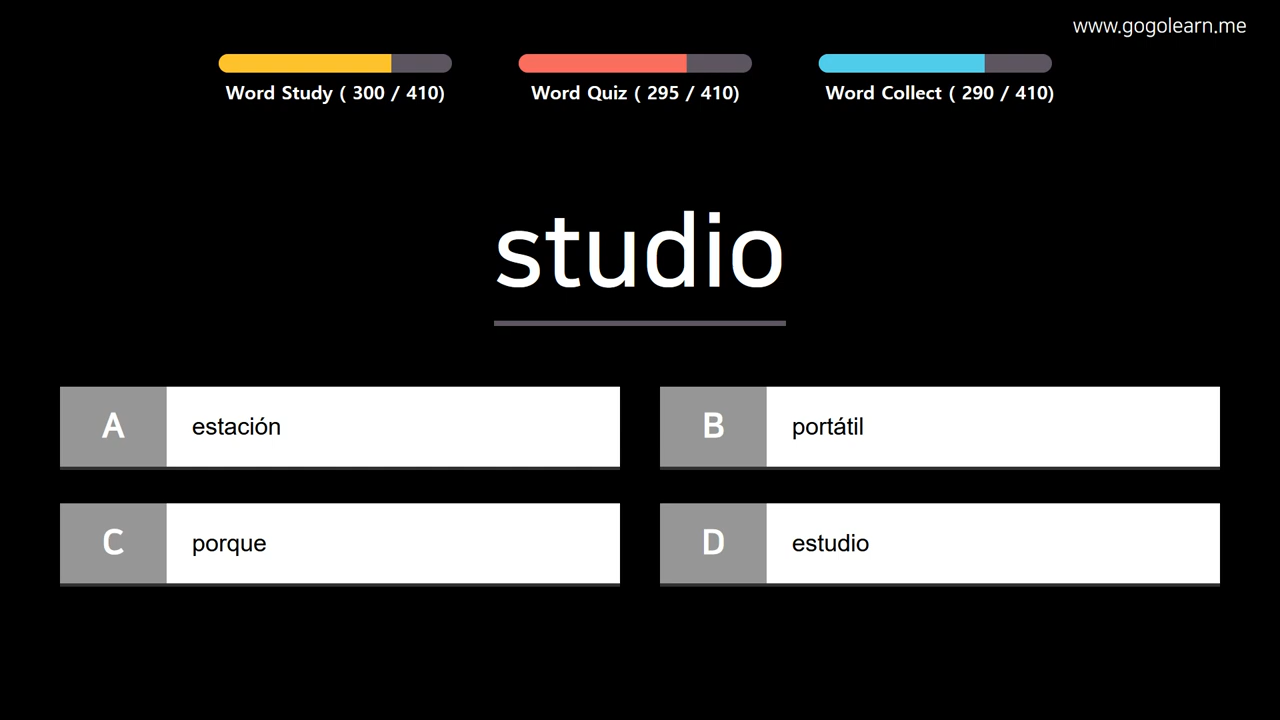 www.gogolearn.me
Word Study ( 300 / 410)
Word Quiz ( 295 / 410)
Word Collect ( 290 / 410)
studio
A estación
B portátil
C porque
D estudio